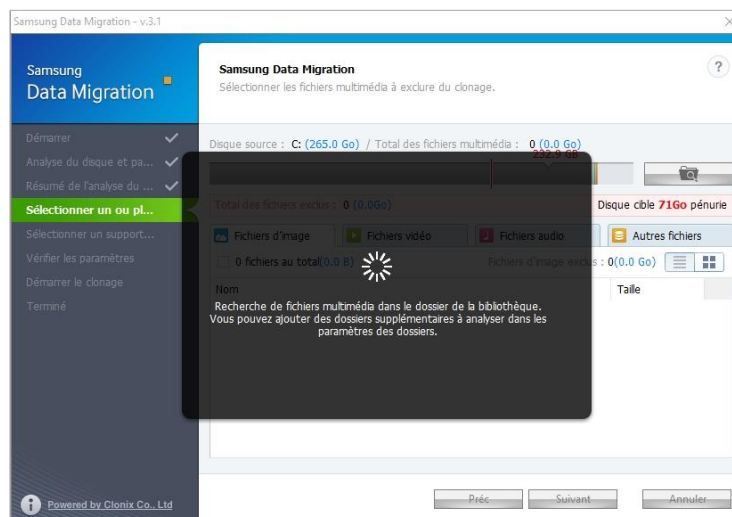 Samsung Data Migration - v.3.1
Samsung
Data Migration
Samsung Data Migration
Sélectionner les fichiers multimédia à exclure du clonage.
?
Démarrer
Analyse du disque et pa...
Résumé de l'analyse du ...
Sélectionner un ou pl...
Sélectionner un support...
Vérifier les paramètres
Démarrer le clonage
Terminé
Disque source : C: (265.0 Go) / Total des fichiers multimédia : 0 (0.0 Go)
232.9 GB
Total des fichiers exclus : 0 (0.0Go)
Disque cible 71Go pénurie
Fichiers d'image
Fichiers vidéo
Fichiers audio
Autres fichiers
0 fichiers au total(0.0 B)
Fichiers d'image exclus : 0(0.0 Go)
Nom
Taille
Recherche de fichiers multimédia dans le dossier de la bibliothèque.
Vous pouvez ajouter des dossiers supplémentaires à analyser dans les
paramètres des dossiers.
Powered by Clonix Co., Ltd
Préc
Suivant
Annuler